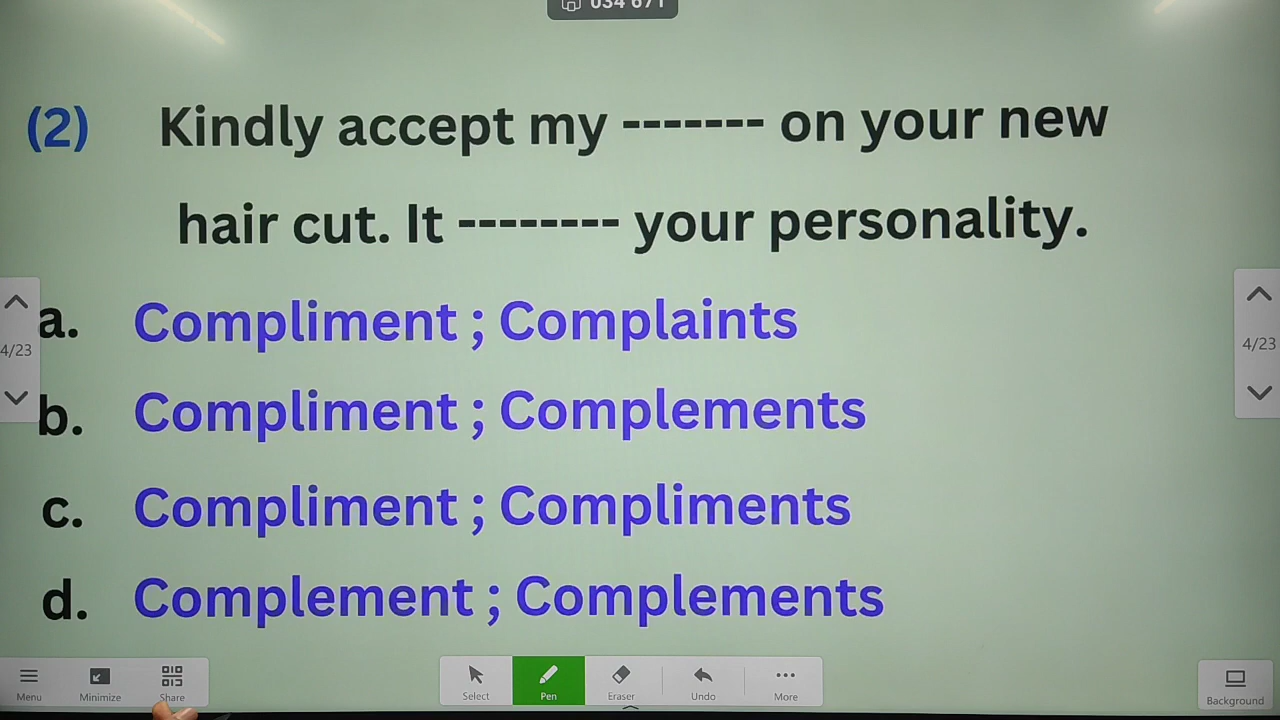 (2) Kindly accept my ------- on your new
hair cut. It -------- your personality.
a. Compliment ; Complaints
b. Compliment ; Complements
c. Compliment ; Compliments
d. Complement ; Complements
4/23
4/23
Menu
Minimize
Share
Select
Pen
Eraser
Undo
More
Background